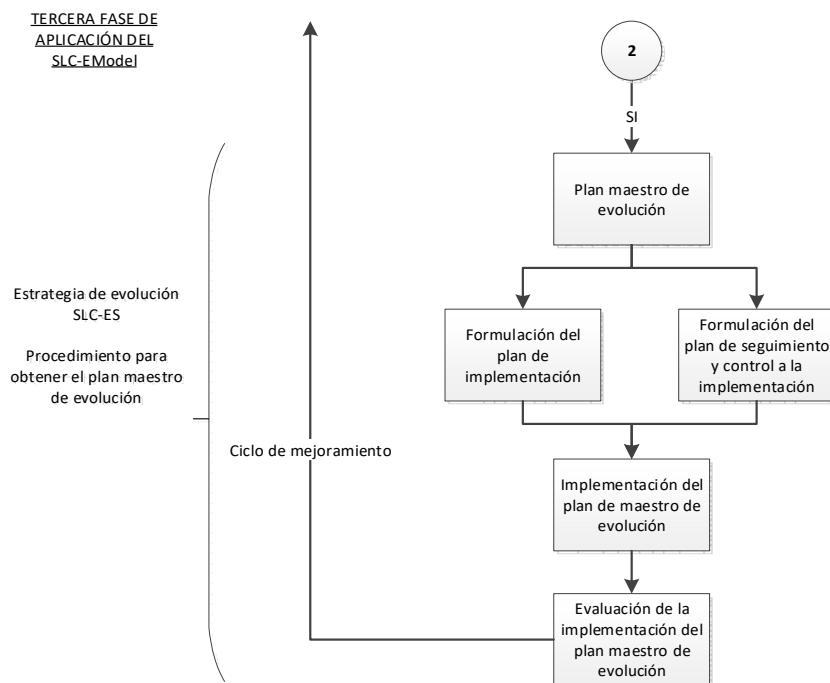 TERCERA FASE DE
APLICACIÓN DEL
SLC-EModel
2
SI
Plan maestro de
evolución
Estrategia de evolución
SLC-ES
Procedimiento para
obtener el plan maestro
de evolución
Formulación del
plan de
implementación
Formulación del
plan de seguimiento
y control a la
implementación
Ciclo de mejoramiento
Implementación del
plan de maestro de
evolución
Evaluación de la
implementación del
plan maestro de
evolución